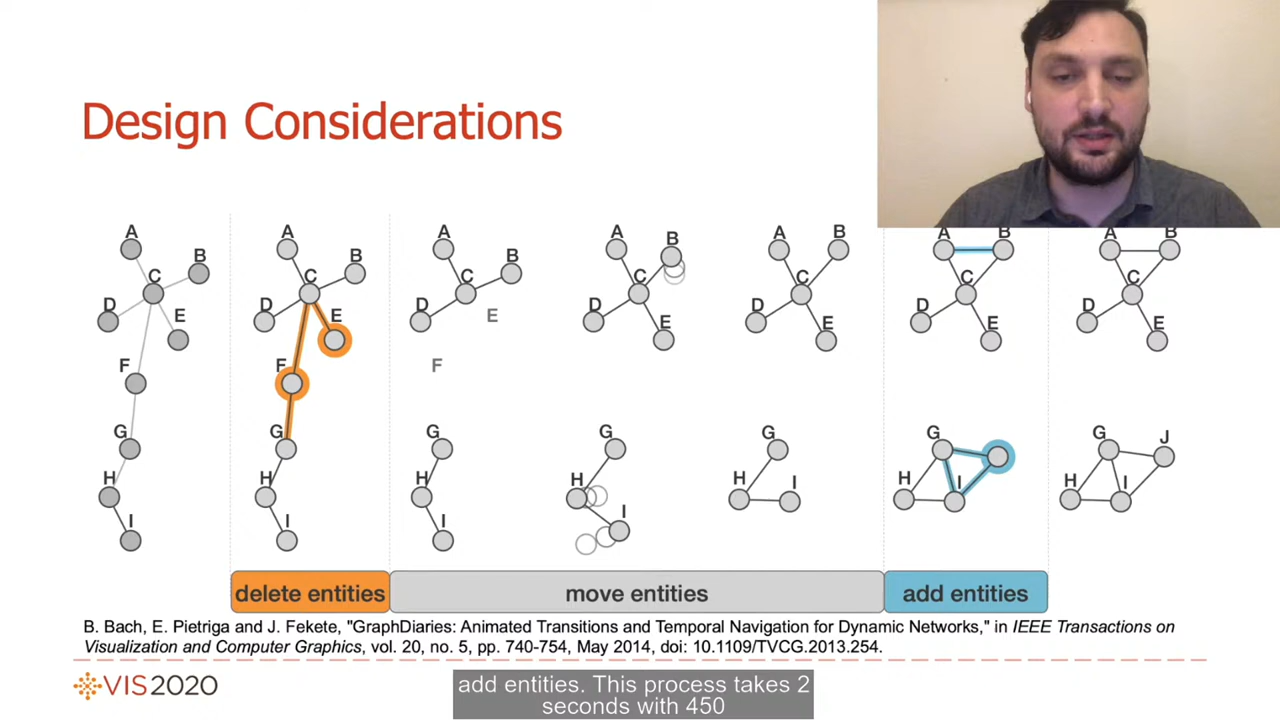 Design Considerations
A
B
C
D
E
F
G
H
I
A
B
C
D
E
F
G
H
I
A
B
C
D
E
F
G
H
I
A
B
C
D
E
G
H
I
A
B
C
D
E
G
H
I
A
B
C
D
E
G
H
I
A
B
C
D
E
G
J
H
I
delete entities
move entities
add entities
B. Bach, E. Pietriga and J. Fekete, "GraphDiaries: Animated Transitions and Temporal Navigation for Dynamic Networks," in IEEE Transactions on
Visualization and Computer Graphics, vol. 20, no. 5, pp. 740-754, May 2014, doi: 10.1109/TVCG.2013.254.
VIS2020
add entities. This process takes 2
seconds with 450